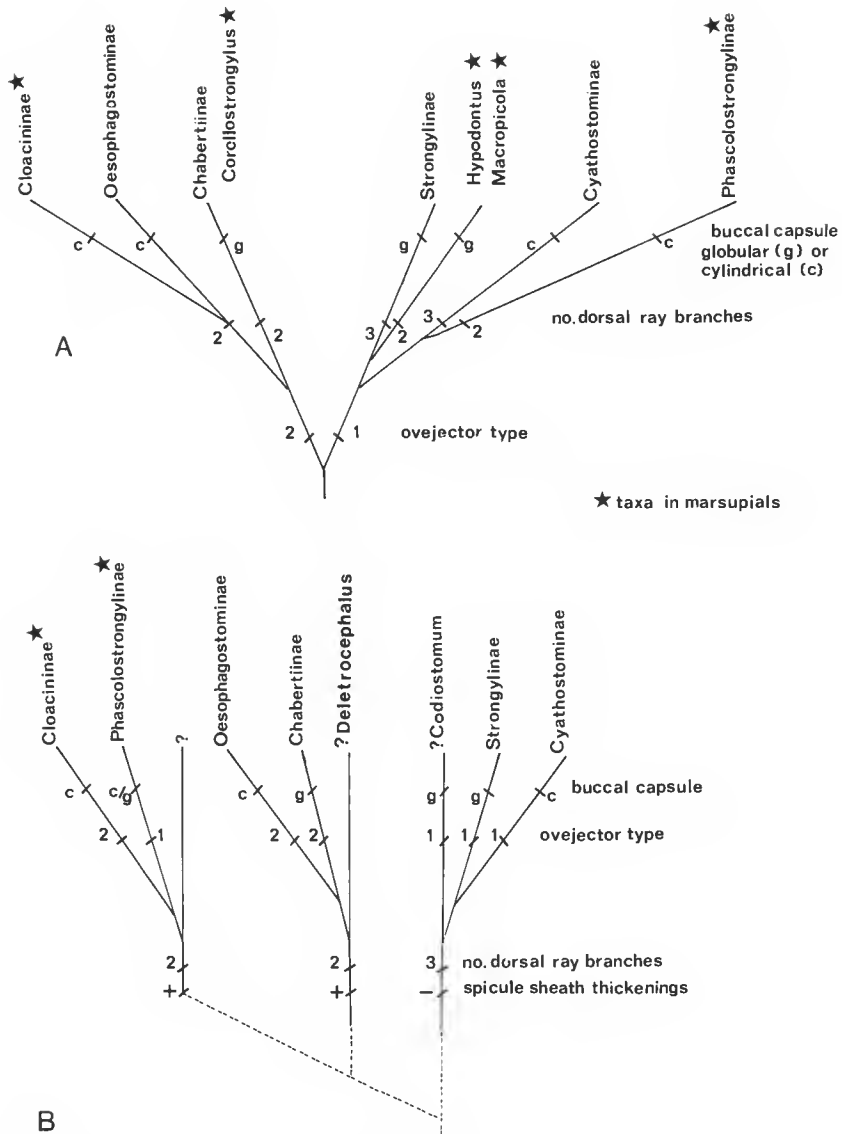 Cloacininae ★
Oesophagostominae
Chabertiinae
Corollostrongylus ★
Strongylinae
Hypodontus ★
Macropicola ★
Cyathostominae
Phascolostrongylinae ★
c
c
g
g
g
c
c
buccal capsule
globular (g) or
cylindrical (c)
2
2
3
2
3
2
no. dorsal ray branches
A
2
1
ovejector type
★ taxa in marsupials
Cloacininae ★
Phascolostrongylinae ★
?
Oesophagostominae
Chabertiinae
? Deletrocephalus
? Codiostomum
Strongylinae
Cyathostominae
c
c/g
c
g
g
g
c
buccal capsule
2
1
2
2
1
1
1
ovejector type
2
2
3
no. dorsal ray branches
+
+
−
spicule sheath thickenings
B